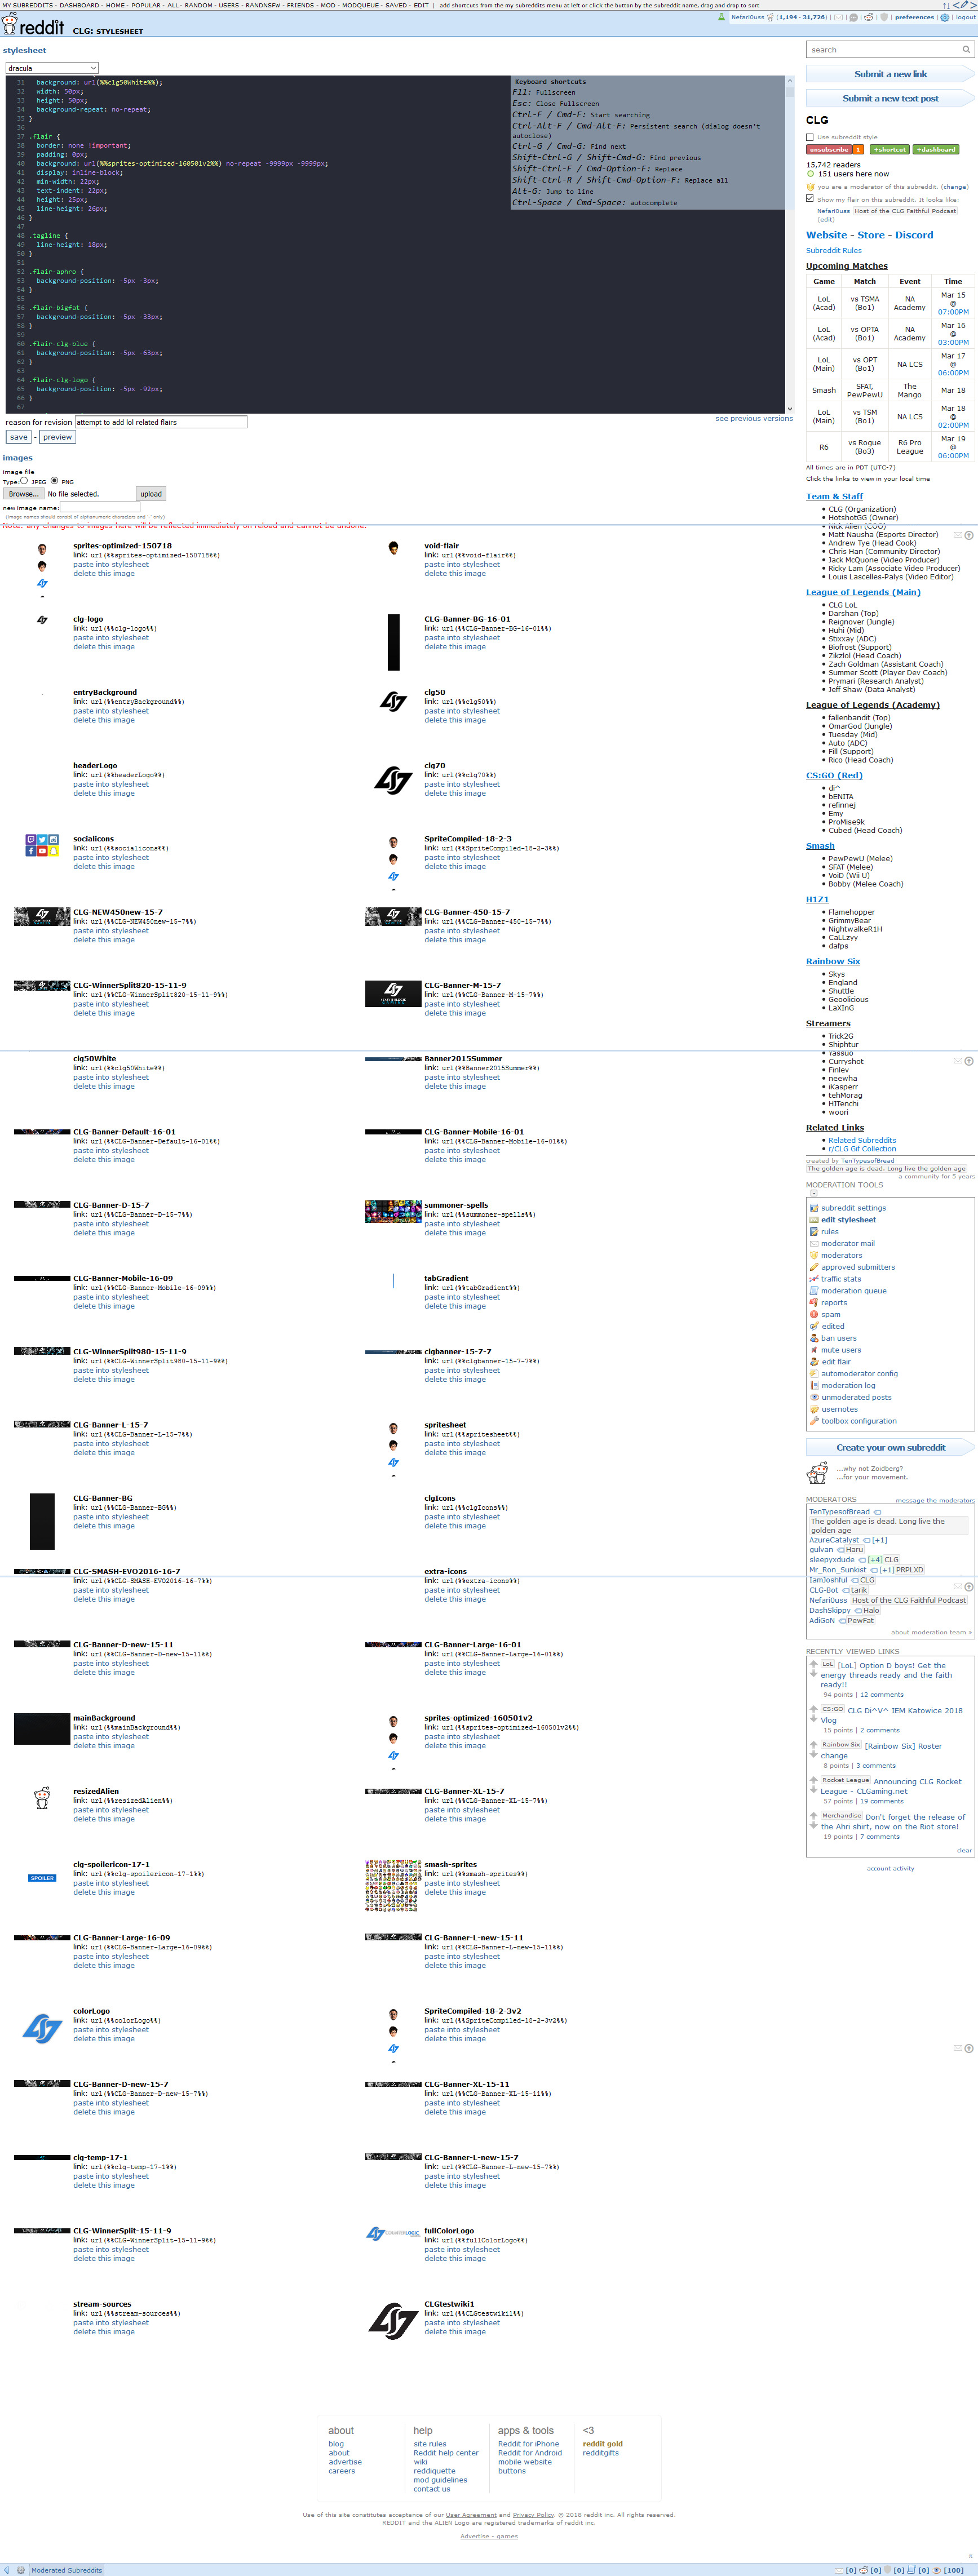 MY SUBREDDITS - DASHBOARD - HOME - POPULAR - ALL - RANDOM - USERS - RANDNSFW - FRIENDS - MOD - MODQUEUE - SAVED - EDIT | add shortcuts from the my subreddits menu at left or click the button by the subreddit name, drag and drop to sort
reddit CLG: STYLESHEET
Nefari0uss (1,194 · 31,726) | preferences | logout
stylesheet
dracula
31 background: url(%%clg50White%%);
32 width: 50px;
33 height: 50px;
34 background-repeat: no-repeat;
35 }
36
37 .flair {
38 border: none !important;
39 padding: 0px;
40 background: url(%%sprites-optimized-160501v2%%) no-repeat -9999px -9999px;
41 display: inline-block;
42 min-width: 22px;
43 text-indent: 22px;
44 height: 25px;
45 line-height: 26px;
46 }
47
48 .tagline {
49 line-height: 18px;
50 }
51
52 .flair-aphro {
53 background-position: -5px -3px;
54 }
55
56 .flair-bigfat {
57 background-position: -5px -33px;
58 }
59
60 .flair-clg-blue {
61 background-position: -5px -63px;
62 }
63
64 .flair-clg-logo {
65 background-position: -5px -92px;
66 }
67
Keyboard shortcuts
F11: Fullscreen
Esc: Close Fullscreen
Ctrl-F / Cmd-F: Start searching
Ctrl-Alt-F / Cmd-Alt-F: Persistent search (dialog doesn't
autoclose)
Ctrl-G / Cmd-G: Find next
Shift-Ctrl-G / Shift-Cmd-G: Find previous
Shift-Ctrl-F / Cmd-Option-F: Replace
Shift-Ctrl-R / Shift-Cmd-Option-F: Replace all
Alt-G: Jump to line
Ctrl-Space / Cmd-Space: autocomplete
reason for revision attempt to add lol related flairs
see previous versions
save - preview
images
image file
Type: JPEG PNG
Browse... No file selected. upload
new image name:
(image names should consist of alphanumeric characters and '-' only)
Note: any changes to images here will be reflected immediately on reload and cannot be undone.
sprites-optimized-150718
link: url(%%sprites-optimized-150718%%)
paste into stylesheet
delete this image
void-flair
link: url(%%void-flair%%)
paste into stylesheet
delete this image
clg-logo
link: url(%%clg-logo%%)
paste into stylesheet
delete this image
CLG-Banner-BG-16-01
link: url(%%CLG-Banner-BG-16-01%%)
paste into stylesheet
delete this image
entryBackground
link: url(%%entryBackground%%)
paste into stylesheet
delete this image
clg50
link: url(%%clg50%%)
paste into stylesheet
delete this image
headerLogo
link: url(%%headerLogo%%)
paste into stylesheet
delete this image
clg70
link: url(%%clg70%%)
paste into stylesheet
delete this image
socialicons
link: url(%%socialicons%%)
paste into stylesheet
delete this image
SpriteCompiled-18-2-3
link: url(%%SpriteCompiled-18-2-3%%)
paste into stylesheet
delete this image
CLG-NEW450new-15-7
link: url(%%CLG-NEW450new-15-7%%)
paste into stylesheet
delete this image
CLG-Banner-450-15-7
link: url(%%CLG-Banner-450-15-7%%)
paste into stylesheet
delete this image
CLG-WinnerSplit820-15-11-9
link: url(%%CLG-WinnerSplit820-15-11-9%%)
paste into stylesheet
delete this image
CLG-Banner-M-15-7
link: url(%%CLG-Banner-M-15-7%%)
paste into stylesheet
delete this image
clg50White
link: url(%%clg50White%%)
paste into stylesheet
delete this image
Banner2015Summer
link: url(%%Banner2015Summer%%)
paste into stylesheet
delete this image
CLG-Banner-Default-16-01
link: url(%%CLG-Banner-Default-16-01%%)
paste into stylesheet
delete this image
CLG-Banner-Mobile-16-01
link: url(%%CLG-Banner-Mobile-16-01%%)
paste into stylesheet
delete this image
CLG-Banner-D-15-7
link: url(%%CLG-Banner-D-15-7%%)
paste into stylesheet
delete this image
summoner-spells
link: url(%%summoner-spells%%)
paste into stylesheet
delete this image
CLG-Banner-Mobile-16-09
link: url(%%CLG-Banner-Mobile-16-09%%)
paste into stylesheet
delete this image
tabGradient
link: url(%%tabGradient%%)
paste into stylesheet
delete this image
CLG-WinnerSplit980-15-11-9
link: url(%%CLG-WinnerSplit980-15-11-9%%)
paste into stylesheet
delete this image
clgbanner-15-7-7
link: url(%%clgbanner-15-7-7%%)
paste into stylesheet
delete this image
CLG-Banner-L-15-7
link: url(%%CLG-Banner-L-15-7%%)
paste into stylesheet
delete this image
spritesheet
link: url(%%spritesheet%%)
paste into stylesheet
delete this image
CLG-Banner-BG
link: url(%%CLG-Banner-BG%%)
paste into stylesheet
delete this image
clgIcons
link: url(%%clgIcons%%)
paste into stylesheet
delete this image
CLG-SMASH-EVO2016-16-7
link: url(%%CLG-SMASH-EVO2016-16-7%%)
paste into stylesheet
delete this image
extra-icons
link: url(%%extra-icons%%)
paste into stylesheet
delete this image
CLG-Banner-D-new-15-11
link: url(%%CLG-Banner-D-new-15-11%%)
paste into stylesheet
delete this image
CLG-Banner-Large-16-01
link: url(%%CLG-Banner-Large-16-01%%)
paste into stylesheet
delete this image
mainBackground
link: url(%%mainBackground%%)
paste into stylesheet
delete this image
sprites-optimized-160501v2
link: url(%%sprites-optimized-160501v2%%)
paste into stylesheet
delete this image
resizedAlien
link: url(%%resizedAlien%%)
paste into stylesheet
delete this image
CLG-Banner-XL-15-7
link: url(%%CLG-Banner-XL-15-7%%)
paste into stylesheet
delete this image
SPOILER
clg-spoilericon-17-1
link: url(%%clg-spoilericon-17-1%%)
paste into stylesheet
delete this image
smash-sprites
link: url(%%smash-sprites%%)
paste into stylesheet
delete this image
CLG-Banner-Large-16-09
link: url(%%CLG-Banner-Large-16-09%%)
paste into stylesheet
delete this image
CLG-Banner-L-new-15-11
link: url(%%CLG-Banner-L-new-15-11%%)
paste into stylesheet
delete this image
colorLogo
link: url(%%colorLogo%%)
paste into stylesheet
delete this image
SpriteCompiled-18-2-3v2
link: url(%%SpriteCompiled-18-2-3v2%%)
paste into stylesheet
delete this image
CLG-Banner-D-new-15-7
link: url(%%CLG-Banner-D-new-15-7%%)
paste into stylesheet
delete this image
CLG-Banner-XL-15-11
link: url(%%CLG-Banner-XL-15-11%%)
paste into stylesheet
delete this image
clg-temp-17-1
link: url(%%clg-temp-17-1%%)
paste into stylesheet
delete this image
CLG-Banner-L-new-15-7
link: url(%%CLG-Banner-L-new-15-7%%)
paste into stylesheet
delete this image
CLG-WinnerSplit-15-11-9
link: url(%%CLG-WinnerSplit-15-11-9%%)
paste into stylesheet
delete this image
fullColorLogo
link: url(%%fullColorLogo%%)
paste into stylesheet
delete this image
stream-sources
link: url(%%stream-sources%%)
paste into stylesheet
delete this image
CLGtestwiki1
link: url(%%CLGtestwiki1%%)
paste into stylesheet
delete this image
search
Submit a new link
Submit a new text post
CLG
Use subreddit style
unsubscribe 1 +shortcut +dashboard
15,742 readers
151 users here now
you are a moderator of this subreddit. (change)
Show my flair on this subreddit. It looks like:
Nefari0uss Host of the CLG Faithful Podcast
(edit)
Website - Store - Discord
Subreddit Rules
Upcoming Matches
Game Match Event Time
LoL (Acad) vs TSMA (Bo1) NA Academy Mar 15 @ 07:00PM
LoL (Acad) vs OPTA (Bo1) NA Academy Mar 16 @ 03:00PM
LoL (Main) vs OPT (Bo1) NA LCS Mar 17 @ 06:00PM
Smash SFAT, PewPewU The Mango Mar 18
LoL (Main) vs TSM (Bo1) NA LCS Mar 18 @ 02:00PM
R6 vs Rogue (Bo3) R6 Pro League Mar 19 @ 06:00PM
All times are in PDT (UTC-7)
Click the links to view in your local time
Team & Staff
CLG (Organization)
HotshotGG (Owner)
Nick Allen (COO)
Matt Nausha (Esports Director)
Andrew Tye (Head Cook)
Chris Han (Community Director)
Jack McQuone (Video Producer)
Ricky Lam (Associate Video Producer)
Louis Lascelles-Palys (Video Editor)
League of Legends (Main)
CLG LoL
Darshan (Top)
Reignover (Jungle)
Huhi (Mid)
Stixxay (ADC)
Biofrost (Support)
Zikzlol (Head Coach)
Zach Goldman (Assistant Coach)
Summer Scott (Player Dev Coach)
Prymari (Research Analyst)
Jeff Shaw (Data Analyst)
League of Legends (Academy)
fallenbandit (Top)
OmarGod (Jungle)
Tuesday (Mid)
Auto (ADC)
Fill (Support)
Rico (Head Coach)
CS:GO (Red)
di^
bENITA
refinnej
Emy
ProMise9k
Cubed (Head Coach)
Smash
PewPewU (Melee)
SFAT (Melee)
VoiD (Wii U)
Bobby (Melee Coach)
H1Z1
Flamehopper
GrimmyBear
NightwalkeR1H
CaLLzyy
dafps
Rainbow Six
Skys
England
Shuttle
Geoolicious
LaXInG
Streamers
Trick2G
Shiphtur
Yassuo
Curryshot
Finlev
neewha
iKasperr
tehMorag
HJTenchi
woori
Related Links
Related Subreddits
r/CLG Gif Collection
created by TenTypesofBread
The golden age is dead. Long live the golden age
a community for 5 years
MODERATION TOOLS
subreddit settings
edit stylesheet
rules
moderator mail
moderators
approved submitters
traffic stats
moderation queue
reports
spam
edited
ban users
mute users
edit flair
automoderator config
moderation log
unmoderated posts
usernotes
toolbox configuration
Create your own subreddit
...why not Zoidberg?
...for your movement.
MODERATORS message the moderators
TenTypesofBread
The golden age is dead. Long live the
golden age
AzureCatalyst [+1]
gulvan Haru
sleepyxdude [+4] CLG
Mr_Ron_Sunkist [+1] PRPLXD
IamJoshful CLG
CLG-Bot tarik
Nefari0uss Host of the CLG Faithful Podcast
DashSkippy Halo
AdiGoN PewFat
about moderation team »
RECENTLY VIEWED LINKS
LoL [LoL] Option D boys! Get the
energy threads ready and the faith
ready!!
94 points | 12 comments
CS:GO CLG Di^V^ IEM Katowice 2018
Vlog
15 points | 2 comments
Rainbow Six [Rainbow Six] Roster
change
8 points | 3 comments
Rocket League Announcing CLG Rocket
League - CLGaming.net
57 points | 19 comments
Merchandise Don't forget the release of
the Ahri shirt, now on the Riot store!
19 points | 7 comments
clear
account activity
about
blog
about
advertise
careers
help
site rules
Reddit help center
wiki
reddiquette
mod guidelines
contact us
apps & tools
Reddit for iPhone
Reddit for Android
mobile website
buttons
<3
reddit gold
redditgifts
Use of this site constitutes acceptance of our User Agreement and Privacy Policy. © 2018 reddit inc. All rights reserved.
REDDIT and the ALIEN Logo are registered trademarks of reddit inc.
Advertise - games
π
Moderated Subreddits
[0] [0] [0] [0] [100]